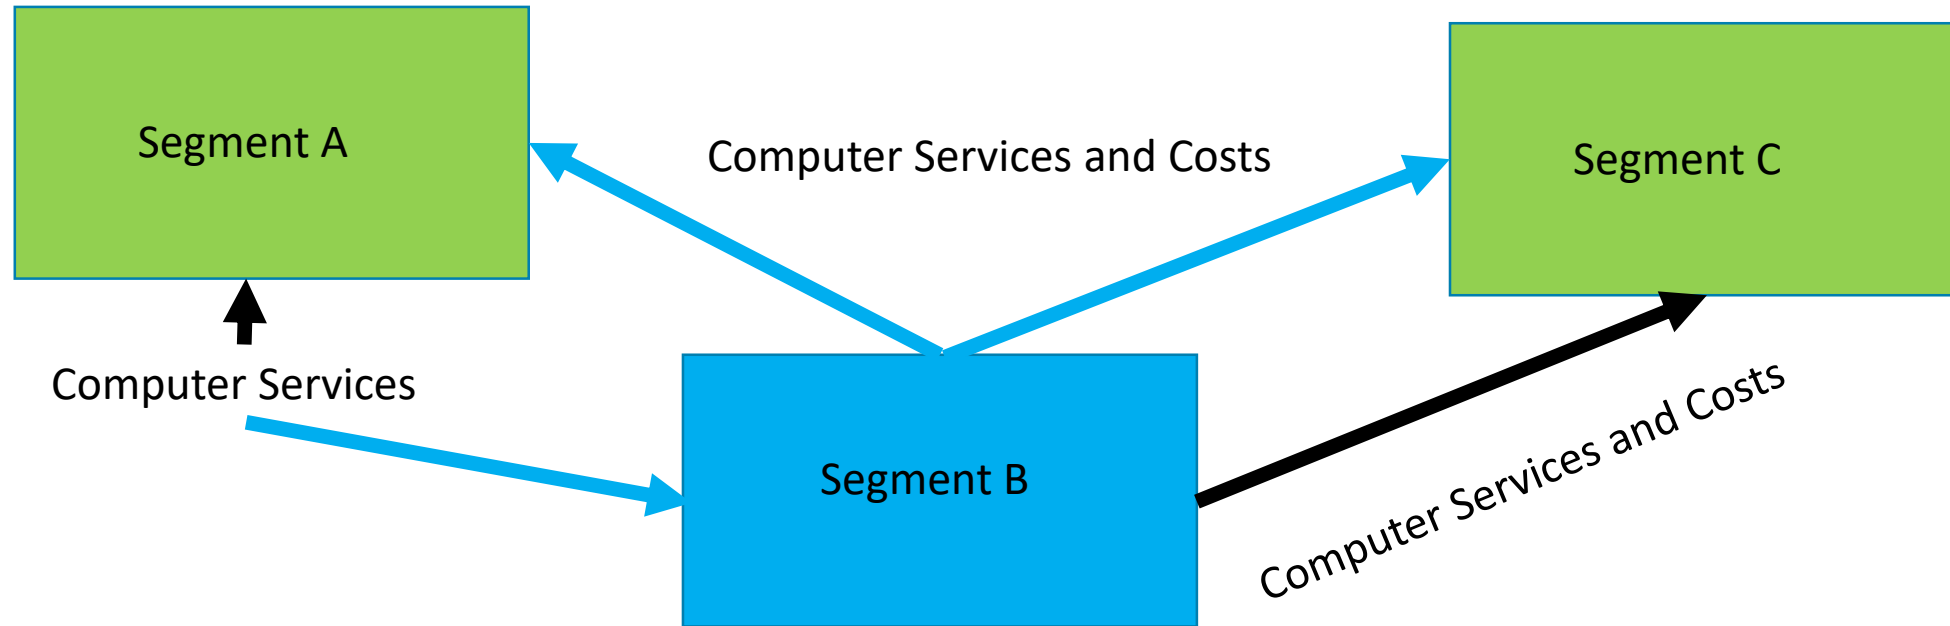 Segment A
Computer Services and Costs
Segment C
Computer Services
Segment B
Computer Services and Costs